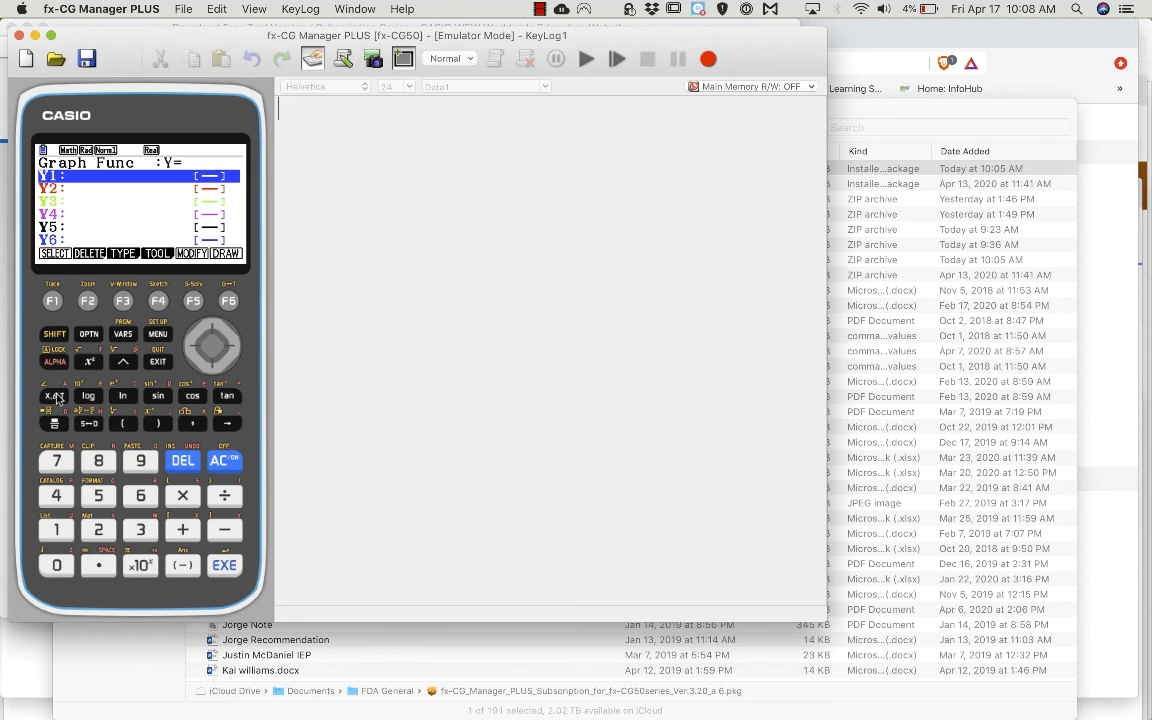 fx-CG Manager PLUS File Edit View KeyLog Window Help 4% Fri Apr 17 10:08 AM
fx-CG Manager PLUS [fx-CG50] - [Emulator Mode] - KeyLog1
Normal
Helvetica 24 Data1 Main Memory R/W: OFF
Learning S... Home: InfoHub »
CASIO
Math Rad Norm1 Real
Graph Func :Y=
Y1: [—]
Y2: [—]
Y3: [—]
Y4: [—]
Y5: [—]
Y6: [—]
SELECT DELETE TYPE TOOL MODIFY DRAW
Trace Zoom V-Window Sketch G-Solv G↔T
F1 F2 F3 F4 F5 F6
PRGM SET UP
SHIFT OPTN VARS MENU
A-LOCK QUIT
ALPHA x² ^ EXIT
X,θ,T log ln sin cos tan
S↔D ( ) , →
CAPTURE M CLIP N PASTE O INS UNDO OFF
7 8 9 DEL AC/ON
CATALOG P FORMAT Q R { S } T
4 5 6 × ÷
List U Mat V W [ X ] Y
1 2 3 + −
i Z = SPACE π Ans
0 • ×10ˣ (−) EXE
Search
Kind Date Added
Installe...ackage Today at 10:05 AM
Installe...ackage Apr 13, 2020 at 11:41 AM
ZIP archive Yesterday at 1:46 PM
ZIP archive Yesterday at 1:49 PM
ZIP archive Today at 9:23 AM
ZIP archive Today at 9:36 AM
ZIP archive Today at 10:05 AM
ZIP archive Apr 13, 2020 at 11:41 AM
Micros...(.docx) Nov 5, 2018 at 11:53 AM
Micros...(.docx) Feb 17, 2020 at 8:54 PM
PDF Document Oct 2, 2018 at 8:47 PM
comma...values Oct 1, 2018 at 11:50 AM
comma...values Apr 7, 2020 at 8:57 AM
comma...values Oct 1, 2018 at 11:50 AM
Micros...(.docx) Feb 13, 2020 at 8:59 AM
PDF Document Feb 13, 2020 at 8:59 AM
PDF Document Mar 7, 2019 at 7:19 PM
Micros...(.docx) Oct 22, 2019 at 12:01 PM
Micros...(.docx) Dec 17, 2019 at 9:14 AM
Micros...k (.xlsx) Mar 23, 2020 at 11:39 AM
Micros...k (.xlsx) Mar 20, 2020 at 12:50 PM
Micros...(.docx) Mar 22, 2019 at 8:41 AM
JPEG image Feb 27, 2019 at 3:17 PM
Micros...k (.xlsx) Mar 25, 2019 at 11:59 AM
Micros...(.docx) Feb 7, 2019 at 7:07 PM
Micros...k (.xlsx) Oct 20, 2018 at 9:50 PM
PDF Document Dec 16, 2019 at 2:31 PM
Micros...k (.xlsx) Jan 22, 2020 at 3:16 PM
Micros...(.docx) Nov 5, 2019 at 12:15 PM
PDF Document Apr 6, 2020 at 2:06 PM
Jorge Note Jan 14, 2019 at 8:56 PM 345 KB PDF Document Jan 14, 2019 at 8:58 PM
Jorge Recommendation Jan 13, 2019 at 11:14 AM 14 KB Micros...(.docx) Jan 13, 2019 at 11:03 AM
Justin McDaniel IEP Mar 7, 2019 at 5:54 PM 23 KB Micros...(.docx) Mar 7, 2019 at 12:32 PM
Kai williams.docx Apr 12, 2019 at 1:59 PM 14 KB Micros...(.docx) Apr 12, 2019 at 1:46 PM
iCloud Drive › Documents › FDA General › fx-CG_Manager_PLUS_Subscription_for_fx-CG50series_Ver.3.20_a 6.pkg
1 of 191 selected, 2.02 TB available on iCloud